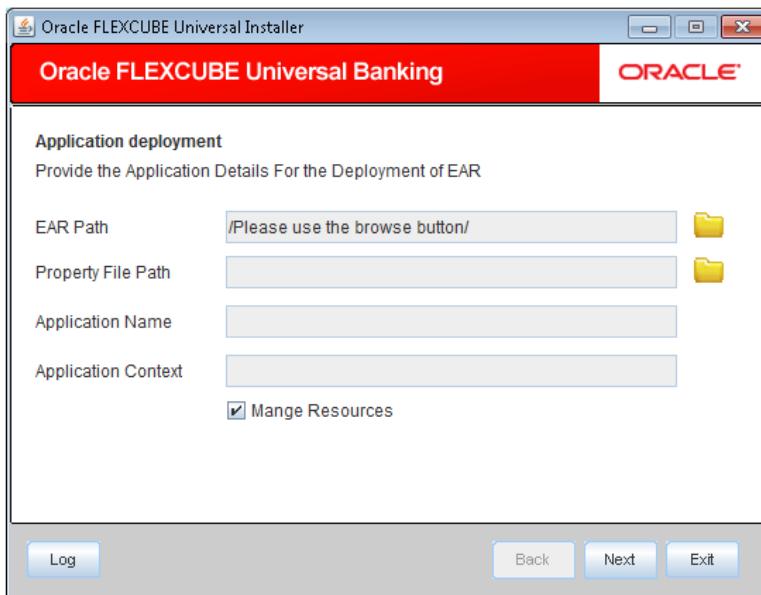 Oracle FLEXCUBE Universal Installer
Oracle FLEXCUBE Universal Banking
ORACLE
Application deployment
Provide the Application Details For the Deployment of EAR
EAR Path /Please use the browse button/
Property File Path
Application Name
Application Context
Mange Resources
Log Back Next Exit